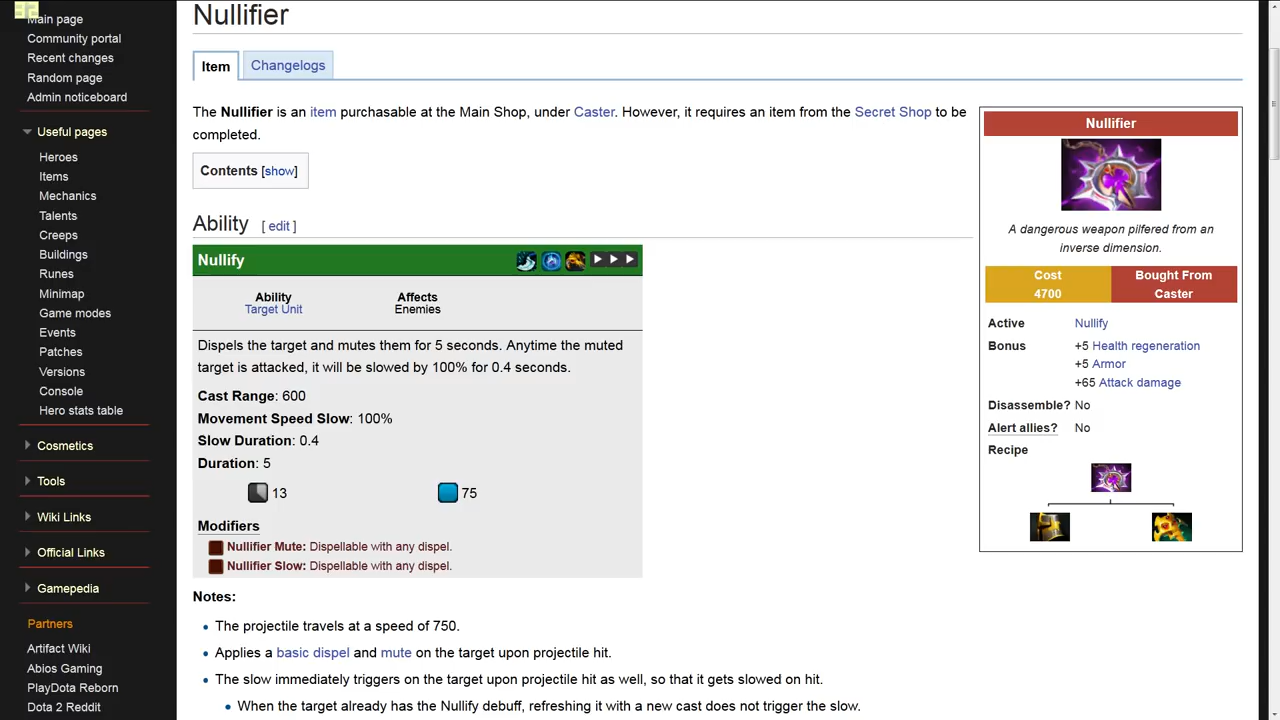 Main page
Community portal
Recent changes
Random page
Admin noticeboard
Useful pages
Heroes
Items
Mechanics
Talents
Creeps
Buildings
Runes
Minimap
Game modes
Events
Patches
Versions
Console
Hero stats table
Cosmetics
Tools
Wiki Links
Official Links
Gamepedia
Partners
Artifact Wiki
Abios Gaming
PlayDota Reborn
Dota 2 Reddit
Nullifier
Item
Changelogs
The Nullifier is an item purchasable at the Main Shop, under Caster. However, it requires an item from the Secret Shop to be
completed.
Contents [show]
Ability [ edit ]
Nullify
Ability
Target Unit
Affects
Enemies
Dispels the target and mutes them for 5 seconds. Anytime the muted
target is attacked, it will be slowed by 100% for 0.4 seconds.
Cast Range: 600
Movement Speed Slow: 100%
Slow Duration: 0.4
Duration: 5
13
75
Modifiers
Nullifier Mute: Dispellable with any dispel.
Nullifier Slow: Dispellable with any dispel.
Notes:
The projectile travels at a speed of 750.
Applies a basic dispel and mute on the target upon projectile hit.
The slow immediately triggers on the target upon projectile hit as well, so that it gets slowed on hit.
When the target already has the Nullify debuff, refreshing it with a new cast does not trigger the slow.
Nullifier
A dangerous weapon pilfered from an
inverse dimension.
Cost
4700
Bought From
Caster
Active Nullify
Bonus +5 Health regeneration
+5 Armor
+65 Attack damage
Disassemble? No
Alert allies? No
Recipe